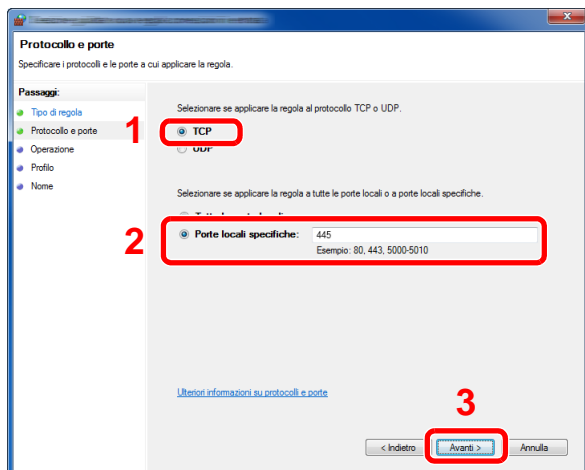 Protocollo e porte
Specificare i protocolli e le porte a cui applicare la regola.
Passaggi:
Tipo di regola
Protocollo e porte
Operazione
Profilo
Nome
Selezionare se applicare la regola al protocollo TCP o UDP.
1
TCP
UDP
Selezionare se applicare la regola a tutte le porte locali o a porte locali specifiche.
2
Porte locali specifiche: 445
Esempio: 80, 443, 5000-5010
Ulteriori informazioni su protocolli e porte
3
< Indietro Avanti > Annulla